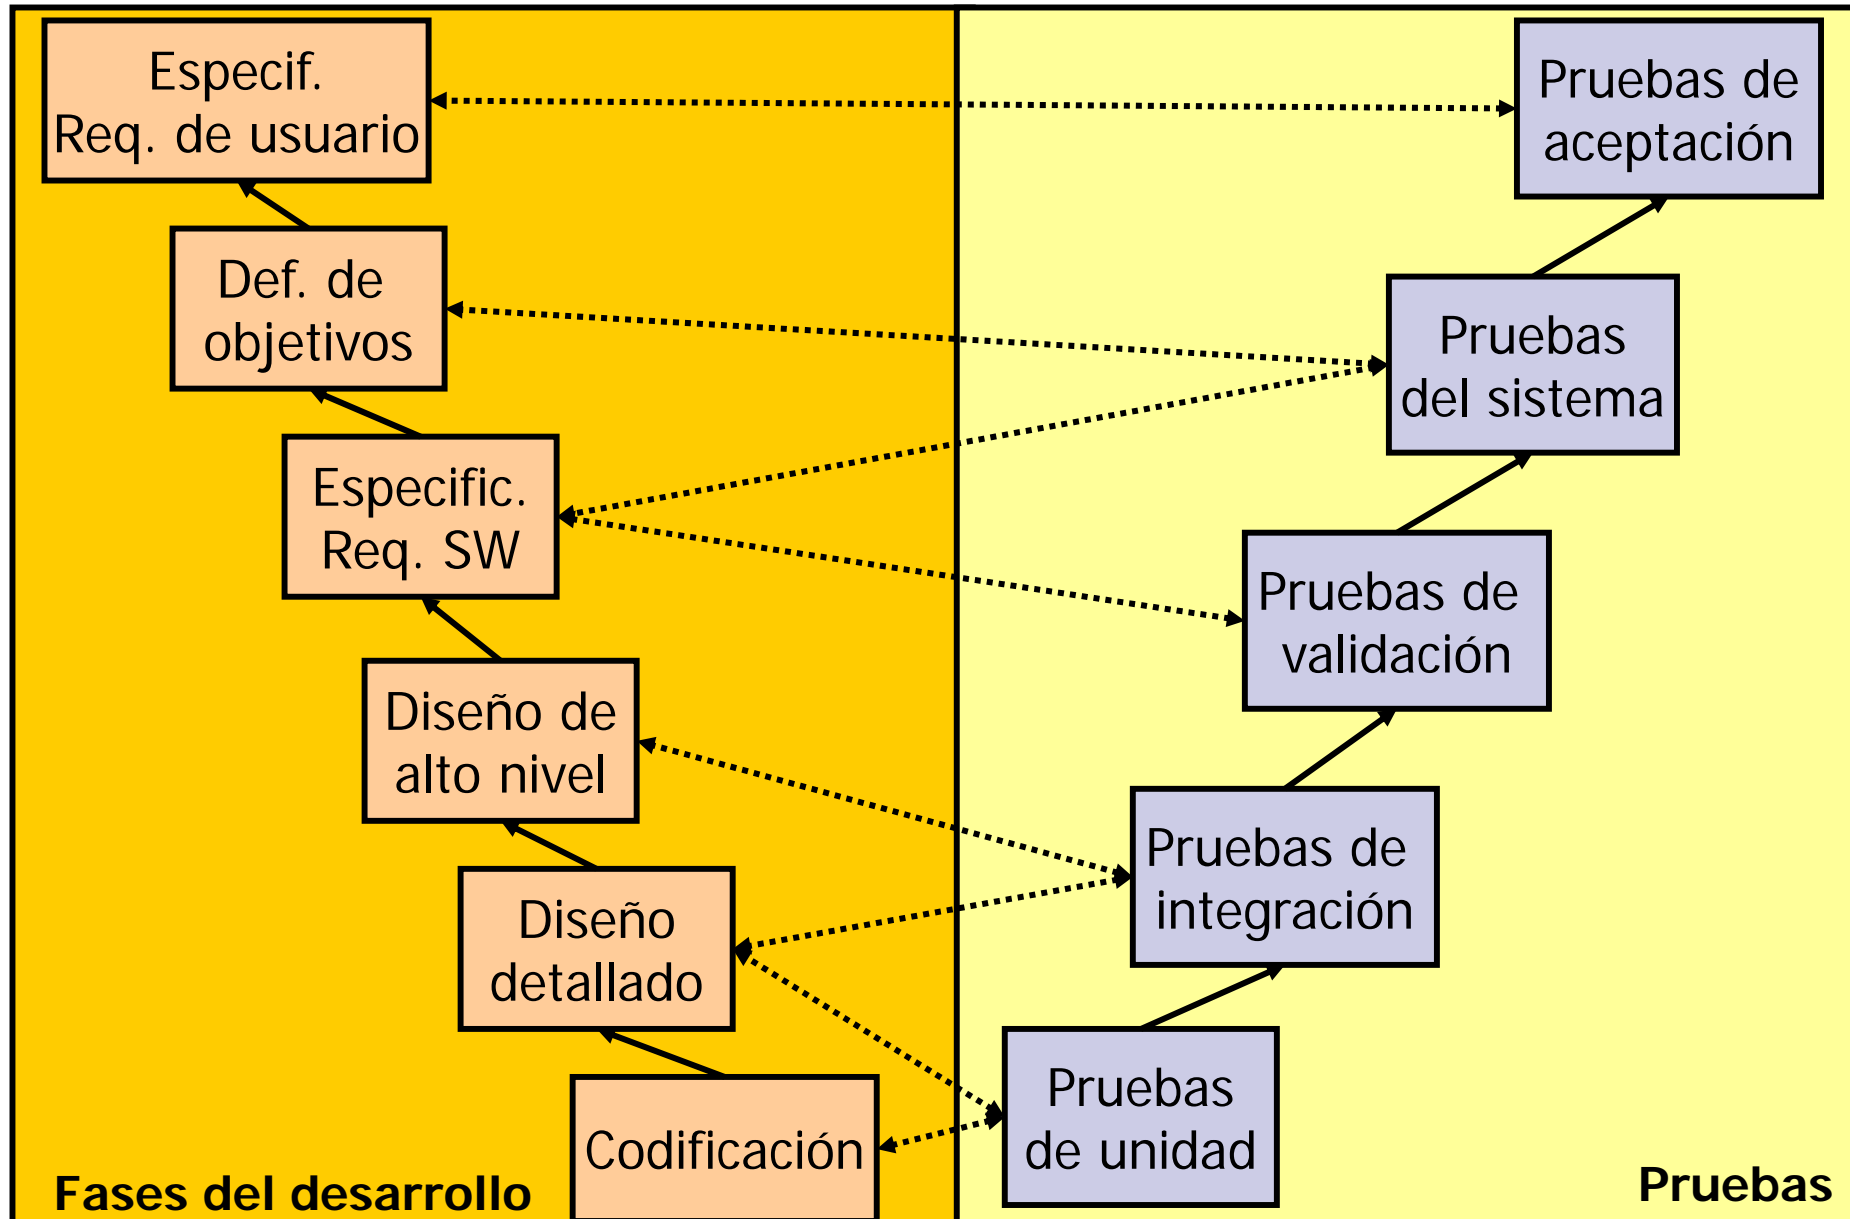 Especif.
Req. de usuario
Def. de
objetivos
Especific.
Req. SW
Diseño de
alto nivel
Diseño
detallado
Codificación
Fases del desarrollo
Pruebas de
aceptación
Pruebas
del sistema
Pruebas de
validación
Pruebas de
integración
Pruebas
de unidad
Pruebas